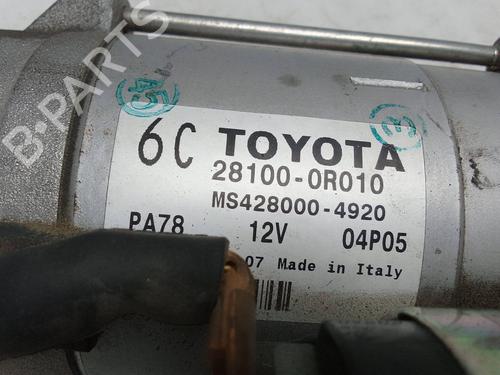 B-PARTS
6C TOYOTA
28100-0R010
MS428000-4920
PA78 12V 04P05
07 Made in Italy